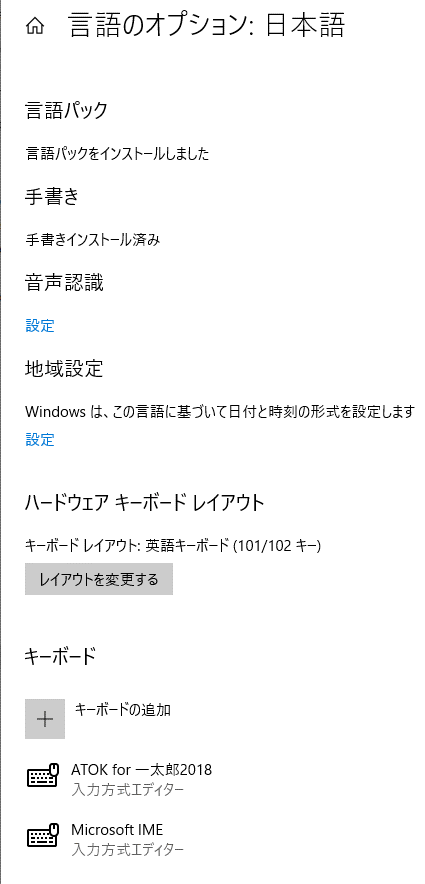 言語のオプション: 日本語
言語パック
言語パックをインストールしました
手書き
手書きインストール済み
音声認識
設定
地域設定
Windows は、この言語に基づいて日付と時刻の形式を設定します
設定
ハードウェア キーボード レイアウト
キーボード レイアウト: 英語キーボード (101/102 キー)
レイアウトを変更する
キーボード
キーボードの追加
ATOK for 一太郎2018
入力方式エディター
Microsoft IME
入力方式エディター